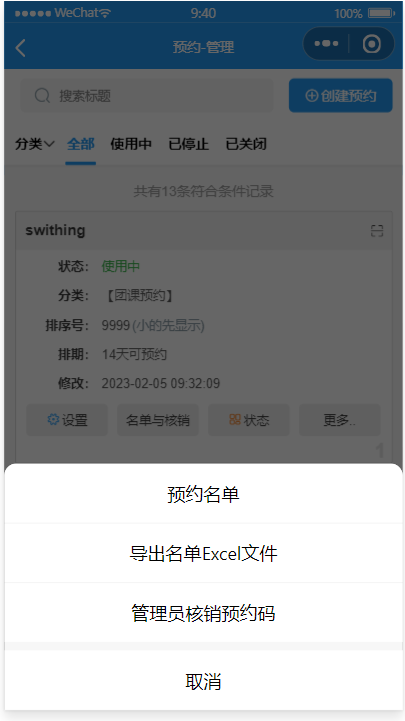 WeChat 9:40 100%
预约-管理
搜索标题 创建预约
分类 全部 使用中 已停止 已关闭
共有13条符合条件记录
swithing
状态: 使用中
分类: 【团课预约】
排序号: 9999 (小的先显示)
排期: 14天可预约
修改: 2023-02-05 09:32:09
设置 名单与核销 状态 更多..
1
预约名单
导出名单Excel文件
管理员核销预约码
取消